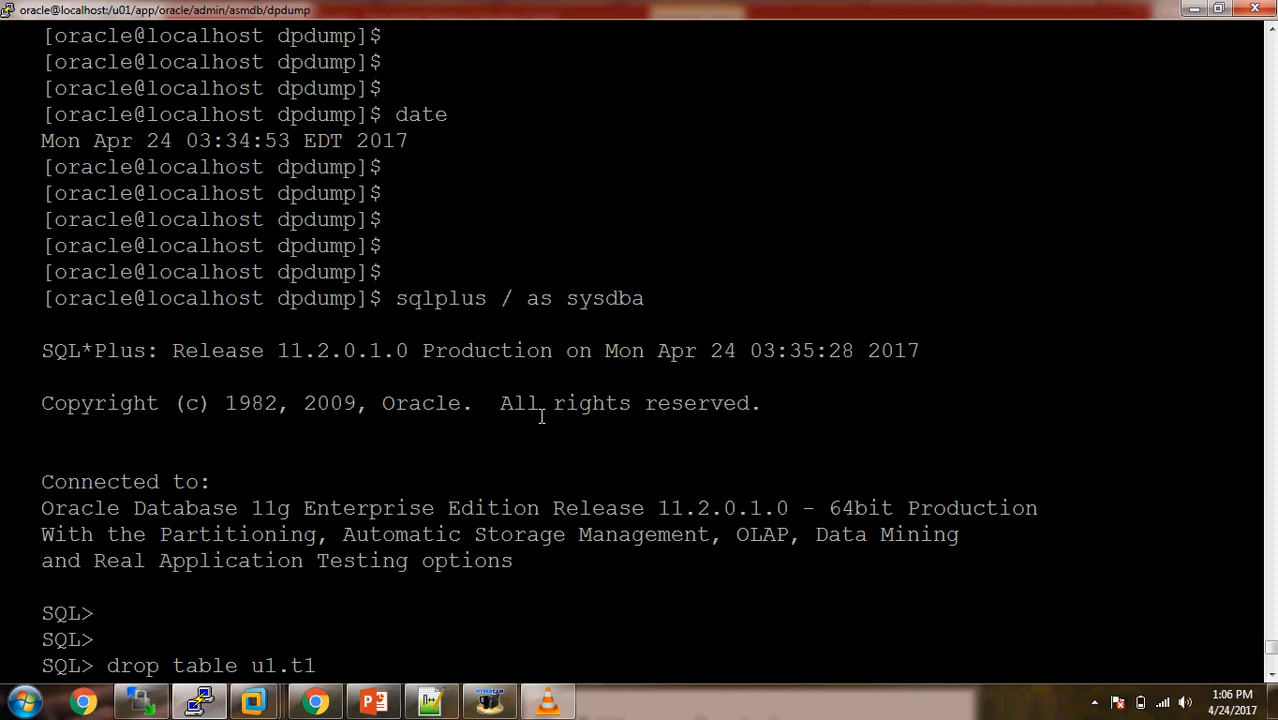 oracle@localhost:/u01/app/oracle/admin/asmdb/dpdump
[oracle@localhost dpdump]$
[oracle@localhost dpdump]$
[oracle@localhost dpdump]$
[oracle@localhost dpdump]$ date
Mon Apr 24 03:34:53 EDT 2017
[oracle@localhost dpdump]$
[oracle@localhost dpdump]$
[oracle@localhost dpdump]$
[oracle@localhost dpdump]$
[oracle@localhost dpdump]$
[oracle@localhost dpdump]$ sqlplus / as sysdba
SQL*Plus: Release 11.2.0.1.0 Production on Mon Apr 24 03:35:28 2017
Copyright (c) 1982, 2009, Oracle.  All rights reserved.
Connected to:
Oracle Database 11g Enterprise Edition Release 11.2.0.1.0 - 64bit Production
With the Partitioning, Automatic Storage Management, OLAP, Data Mining
and Real Application Testing options
SQL>
SQL>
SQL> drop table u1.t1
1:06 PM
4/24/2017